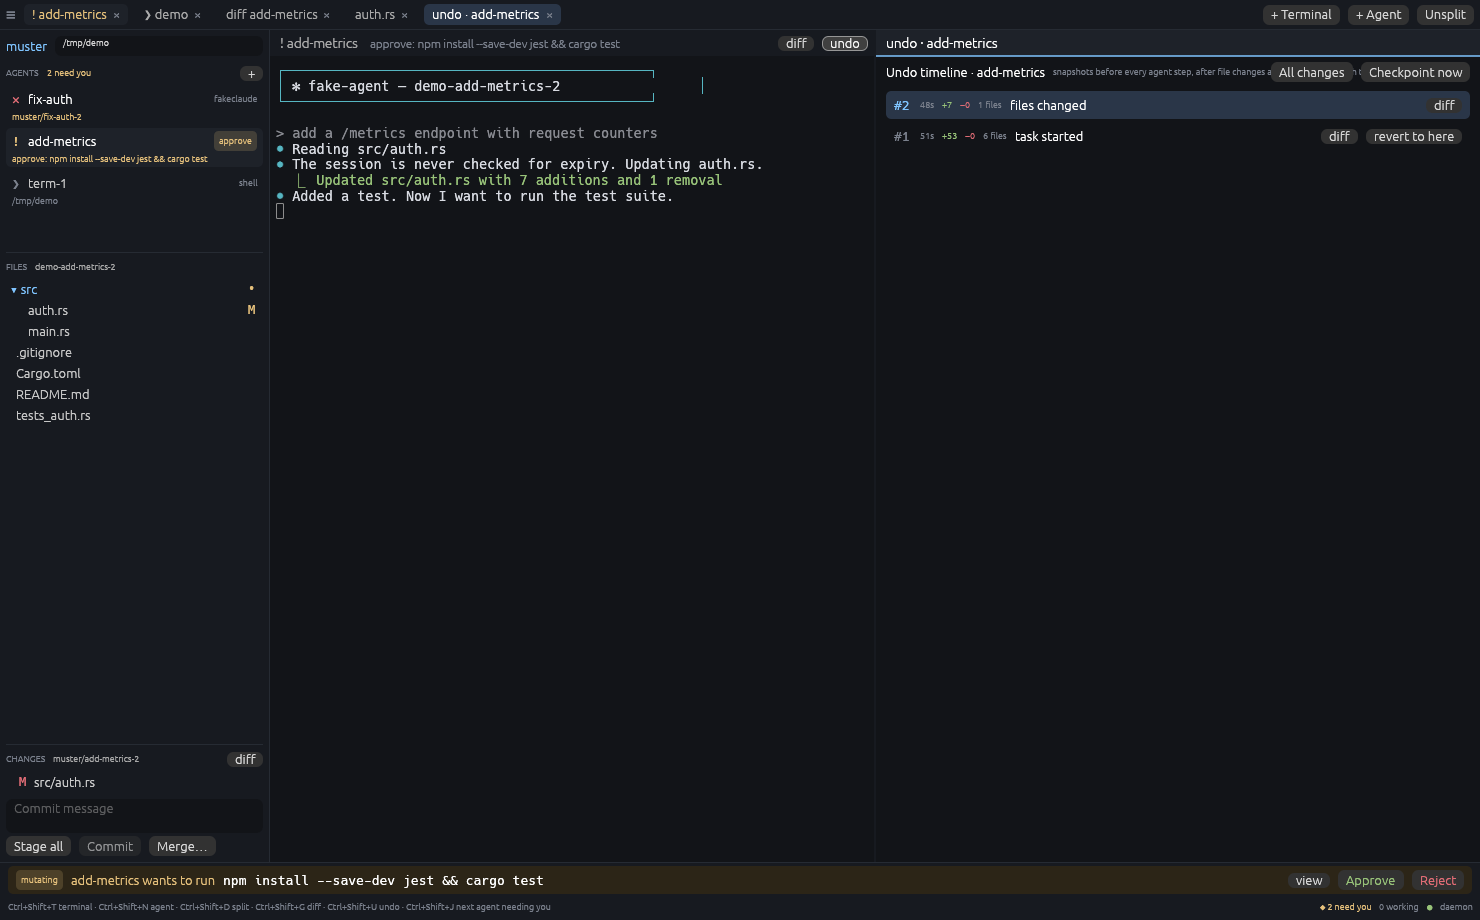 ≡ ! add-metrics × ❯ demo × diff add-metrics × auth.rs × undo · add-metrics × + Terminal + Agent Unsplit
muster /tmp/demo
AGENTS 2 need you +
× fix-auth fakeclaude
muster/fix-auth-2
! add-metrics approve
approve: npm install --save-dev jest && cargo test
❯ term-1 shell
/tmp/demo
FILES demo-add-metrics-2
▾ src •
auth.rs M
main.rs
.gitignore
Cargo.toml
README.md
tests_auth.rs
CHANGES muster/add-metrics-2 diff
M src/auth.rs
Commit message
Stage all Commit Merge…
! add-metrics approve: npm install --save-dev jest && cargo test diff undo
✻ fake-agent — demo-add-metrics-2
> add a /metrics endpoint with request counters
● Reading src/auth.rs
● The session is never checked for expiry. Updating auth.rs.
⎿ Updated src/auth.rs with 7 additions and 1 removal
● Added a test. Now I want to run the test suite.
undo · add-metrics
Undo timeline · add-metrics snapshots before every agent step, after file changes All changes Checkpoint now
#2 48s +7 −0 1 files files changed diff
#1 51s +53 −0 6 files task started diff revert to here
mutating add-metrics wants to run npm install --save-dev jest && cargo test view Approve Reject
Ctrl+Shift+T terminal · Ctrl+Shift+N agent · Ctrl+Shift+D split · Ctrl+Shift+G diff · Ctrl+Shift+U undo · Ctrl+Shift+J next agent needing you ◆ 2 need you 0 working ● daemon